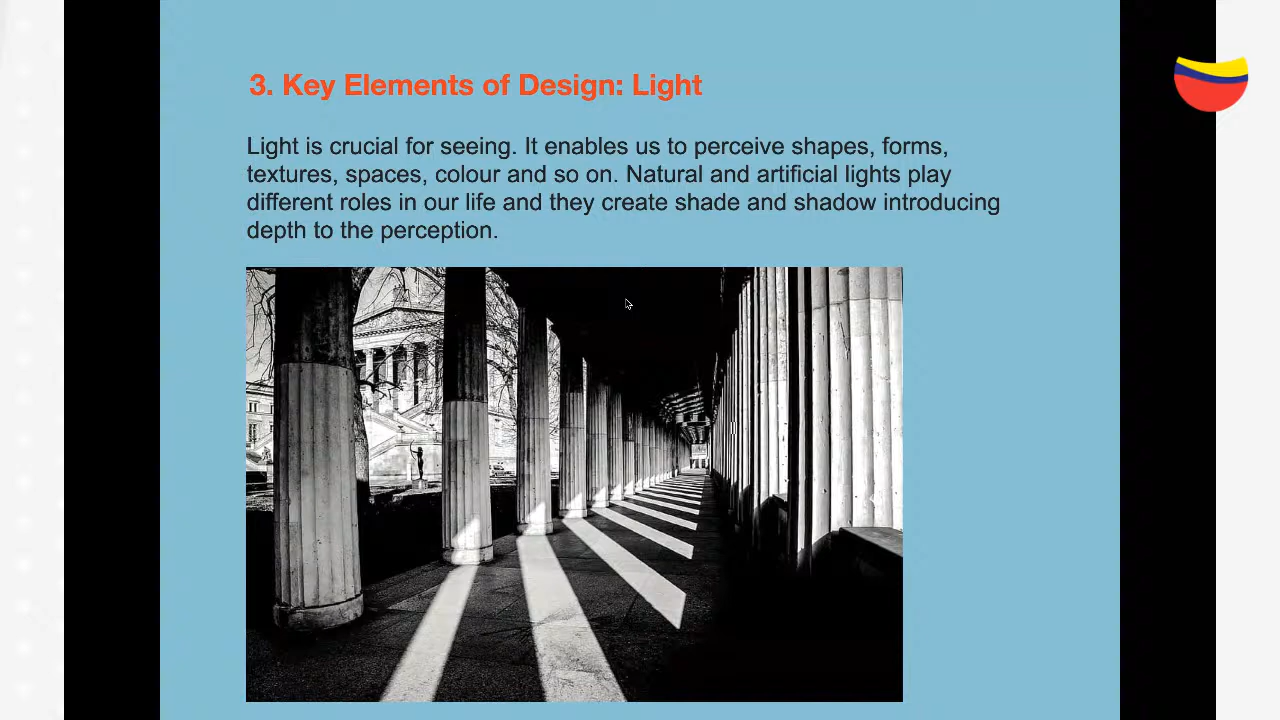 3. Key Elements of Design: Light
Light is crucial for seeing. It enables us to perceive shapes, forms,
textures, spaces, colour and so on. Natural and artificial lights play
different roles in our life and they create shade and shadow introducing
depth to the perception.